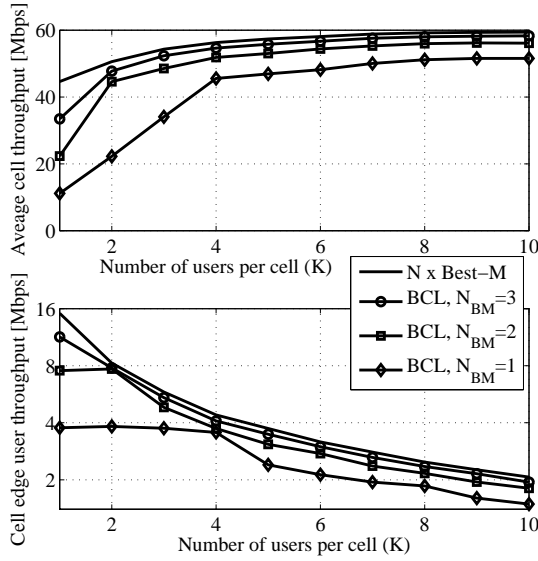 Aveage cell throughput [Mbps]
60
40
20
0
2
4
6
8
10
Number of users per cell (K)
N x Best−M
BCL, N_BM=3
BCL, N_BM=2
BCL, N_BM=1
Cell edge user throughput [Mbps]
16
8
4
2
2
4
6
8
10
Number of users per cell (K)